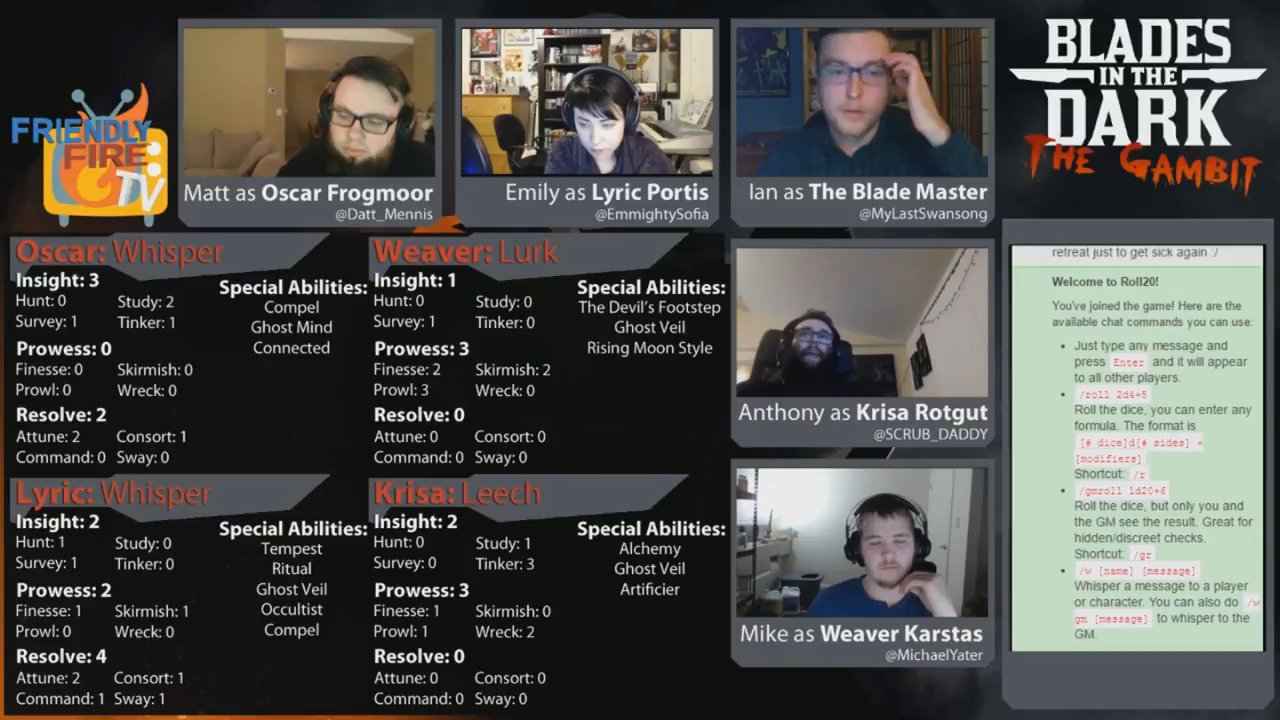 FRIENDLY
FIRE
TV
Matt as Oscar Frogmoor
@Datt_Mennis
Emily as Lyric Portis
@EmmightySofia
Ian as The Blade Master
@MyLastSwansong
BLADES
IN THE
DARK
THE GAMBIT
Oscar: Whisper
Insight: 3
Hunt: 0 Study: 2
Survey: 1 Tinker: 1
Prowess: 0
Finesse: 0 Skirmish: 0
Prowl: 0 Wreck: 0
Resolve: 2
Attune: 2 Consort: 1
Command: 0 Sway: 0
Special Abilities:
Compel
Ghost Mind
Connected
Weaver: Lurk
Insight: 1
Hunt: 0 Study: 0
Survey: 1 Tinker: 0
Prowess: 3
Finesse: 2 Skirmish: 2
Prowl: 3 Wreck: 0
Resolve: 0
Attune: 0 Consort: 0
Command: 0 Sway: 0
Special Abilities:
The Devil's Footstep
Ghost Veil
Rising Moon Style
Anthony as Krisa Rotgut
@SCRUB_DADDY
Lyric: Whisper
Insight: 2
Hunt: 1 Study: 0
Survey: 1 Tinker: 0
Prowess: 2
Finesse: 1 Skirmish: 1
Prowl: 0 Wreck: 0
Resolve: 4
Attune: 2 Consort: 1
Command: 1 Sway: 1
Special Abilities:
Tempest
Ritual
Ghost Veil
Occultist
Compel
Krisa: Leech
Insight: 2
Hunt: 0 Study: 1
Survey: 0 Tinker: 3
Prowess: 3
Finesse: 1 Skirmish: 0
Prowl: 1 Wreck: 2
Resolve: 0
Attune: 0 Consort: 0
Command: 0 Sway: 0
Special Abilities:
Alchemy
Ghost Veil
Artificier
Mike as Weaver Karstas
@MichaelYater
retreat just to get sick again :/
Welcome to Roll20!
You've joined the game! Here are the
available chat commands you can use:
• Just type any message and
press Enter and it will appear
to all other players.
• /roll 2d4+5
Roll the dice, you can enter any
formula. The format is
[# dice]d[# sides] +
[modifiers]
Shortcut: /r
• /gmroll 1d20+6
Roll the dice, but only you and
the GM see the result. Great for
hidden/discreet checks.
Shortcut: /gr
• /w [name] [message]
Whisper a message to a player
or character. You can also do /w
gm [message] to whisper to the
GM.